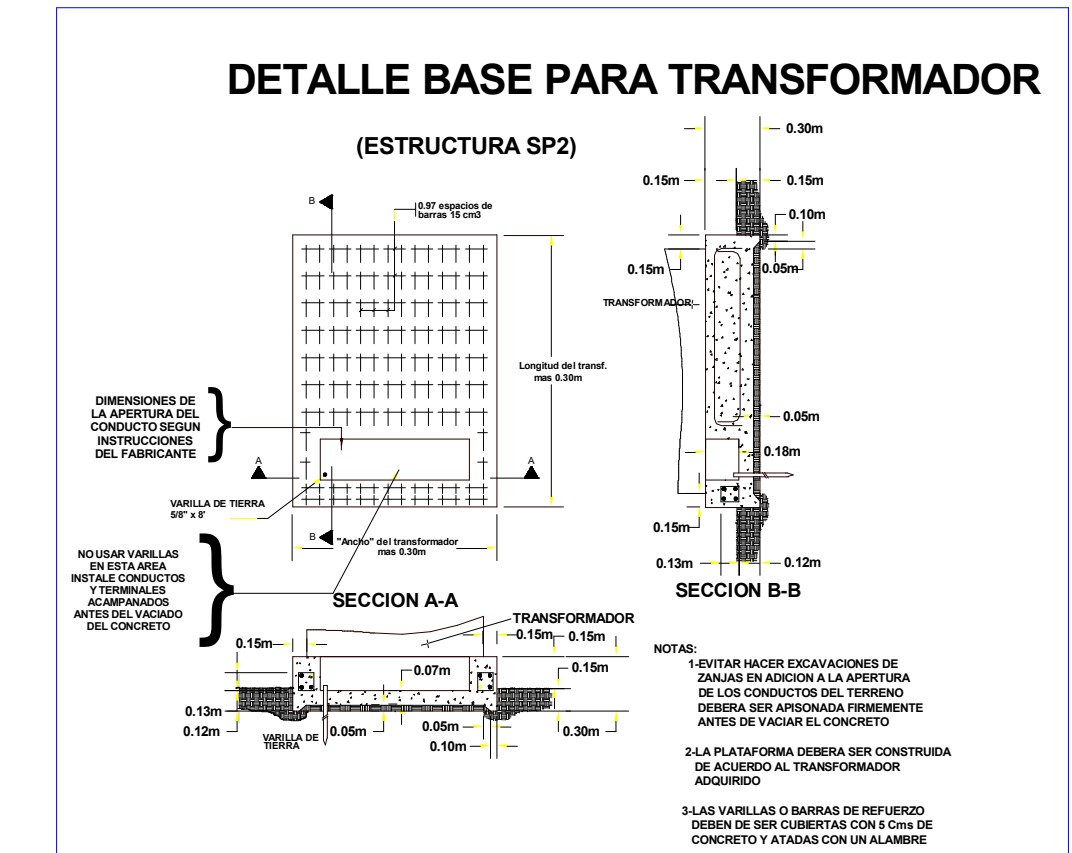 DETALLE BASE PARA TRANSFORMADOR
(ESTRUCTURA SP2)
B
0.97 espacios de
barras 15 cm3
Longitud del transf.
mas 0.30m
DIMENSIONES DE
LA APERTURA DEL
CONDUCTO SEGUN
INSTRUCCIONES
DEL FABRICANTE
A
A
VARILLA DE TIERRA
5/8" x 8'
B
"Ancho" del transformador
mas 0.30m
NO USAR VARILLAS
EN ESTA AREA
INSTALE CONDUCTOS
Y TERMINALES
ACAMPANADOS
ANTES DEL VACIADO
DEL CONCRETO
0.30m
0.15m
0.15m
0.10m
0.15m
0.05m
TRANSFORMADOR
0.05m
0.18m
0.15m
0.13m
0.12m
SECCION B-B
SECCION A-A
TRANSFORMADOR
0.15m
0.15m
0.15m
0.07m
0.15m
0.13m
0.12m
VARILLA DE
TIERRA
0.05m
0.05m
0.10m
0.30m
NOTAS:
1-EVITAR HACER EXCAVACIONES DE
ZANJAS EN ADICION A LA APERTURA
DE LOS CONDUCTOS DEL TERRENO
DEBERA SER APISONADA FIRMEMENTE
ANTES DE VACIAR EL CONCRETO
2-LA PLATAFORMA DEBERA SER CONSTRUIDA
DE ACUERDO AL TRANSFORMADOR
ADQUIRIDO
3-LAS VARILLAS O BARRAS DE REFUERZO
DEBEN DE SER CUBIERTAS CON 5 Cms DE
CONCRETO Y ATADAS CON UN ALAMBRE